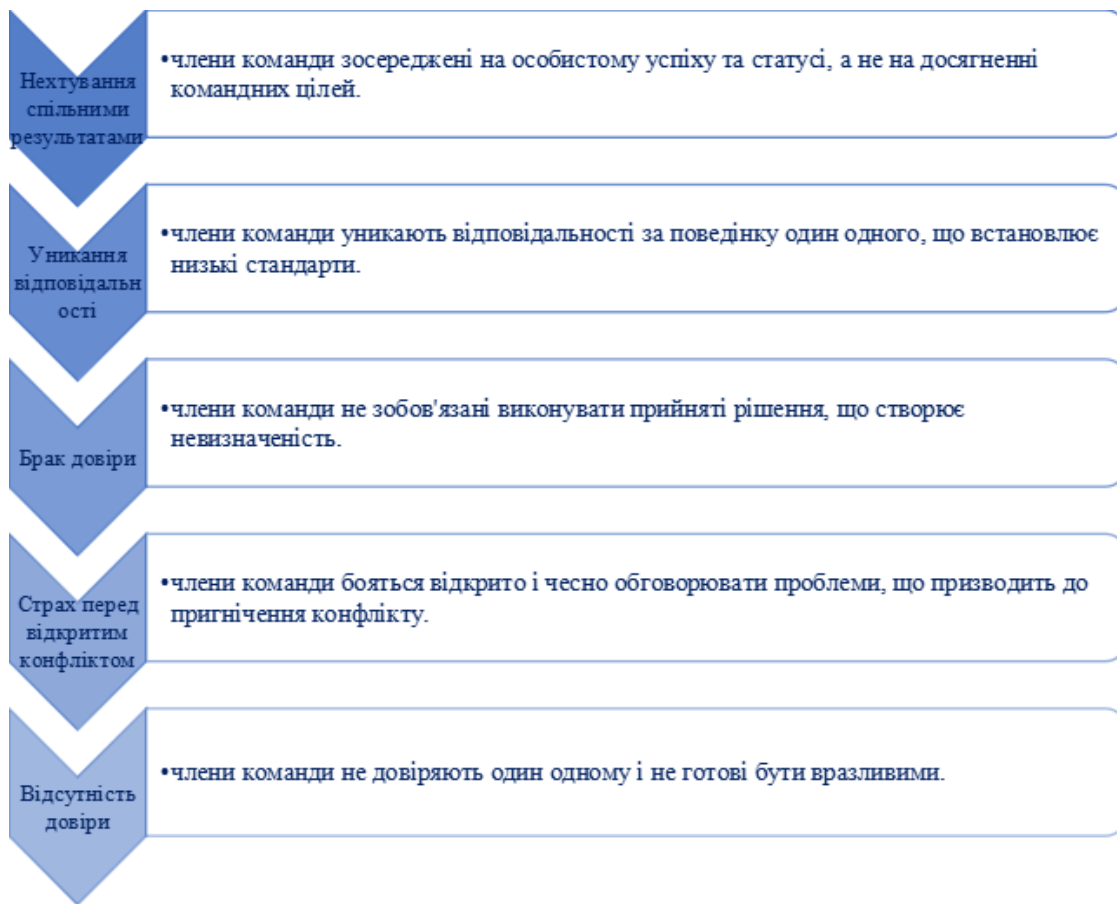 Нехтування
спільними
результатами
•члени команди зосереджені на особистому успіху та статусі, а не на досягненні
командних цілей.
Уникання
відповідальн
ості
•члени команди уникають відповідальності за поведінку один одного, що встановлює
низькі стандарти.
Брак довіри
•члени команди не зобов'язані виконувати прийняті рішення, що створює
невизначеність.
Страх перед
відкритим
конфліктом
•члени команди бояться відкрито і чесно обговорювати проблеми, що призводить до
пригнічення конфлікту.
Відсутність
довіри
•члени команди не довіряють один одному і не готові бути вразливими.